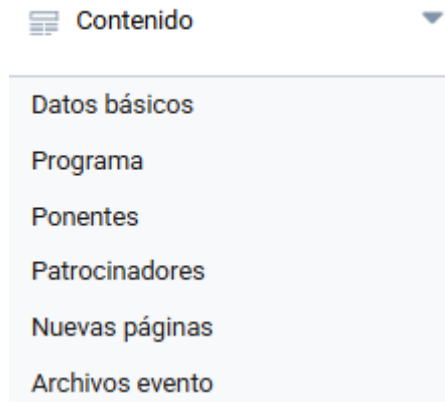 Contenido
Datos básicos
Programa
Ponentes
Patrocinadores
Nuevas páginas
Archivos evento